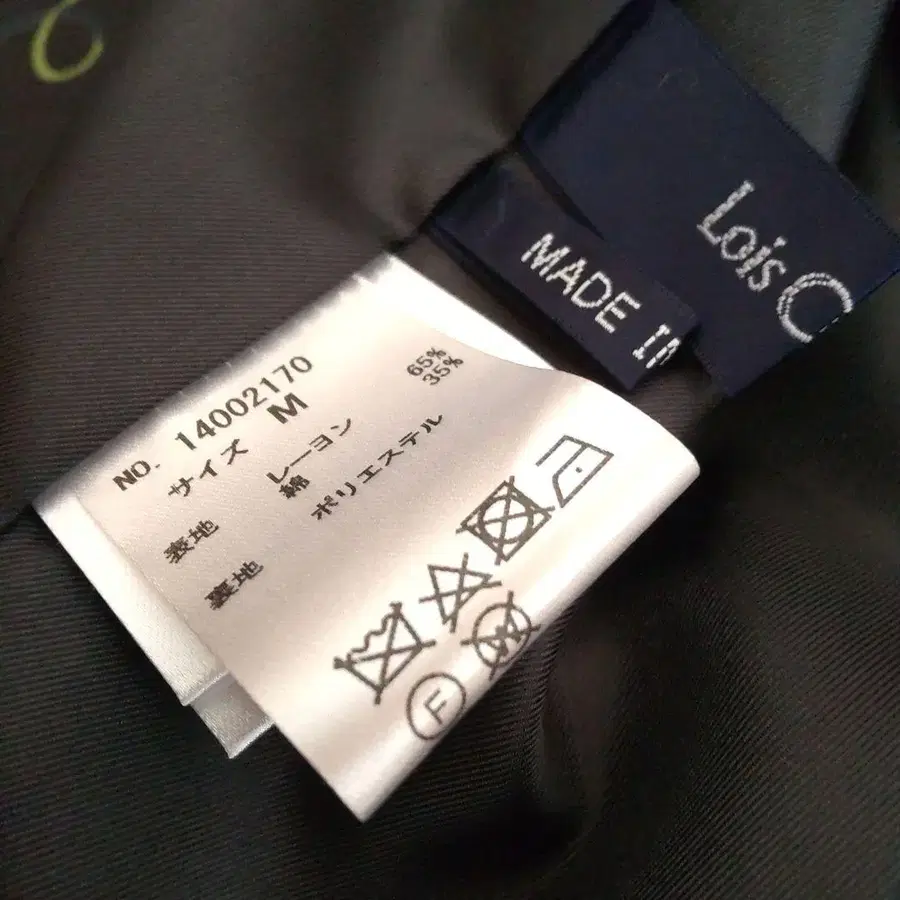 Lois C
MADE IN
NO. 14002170
サイズ M
表地 レーヨン 65%
綿 35%
裏地 ポリエステル
F
W